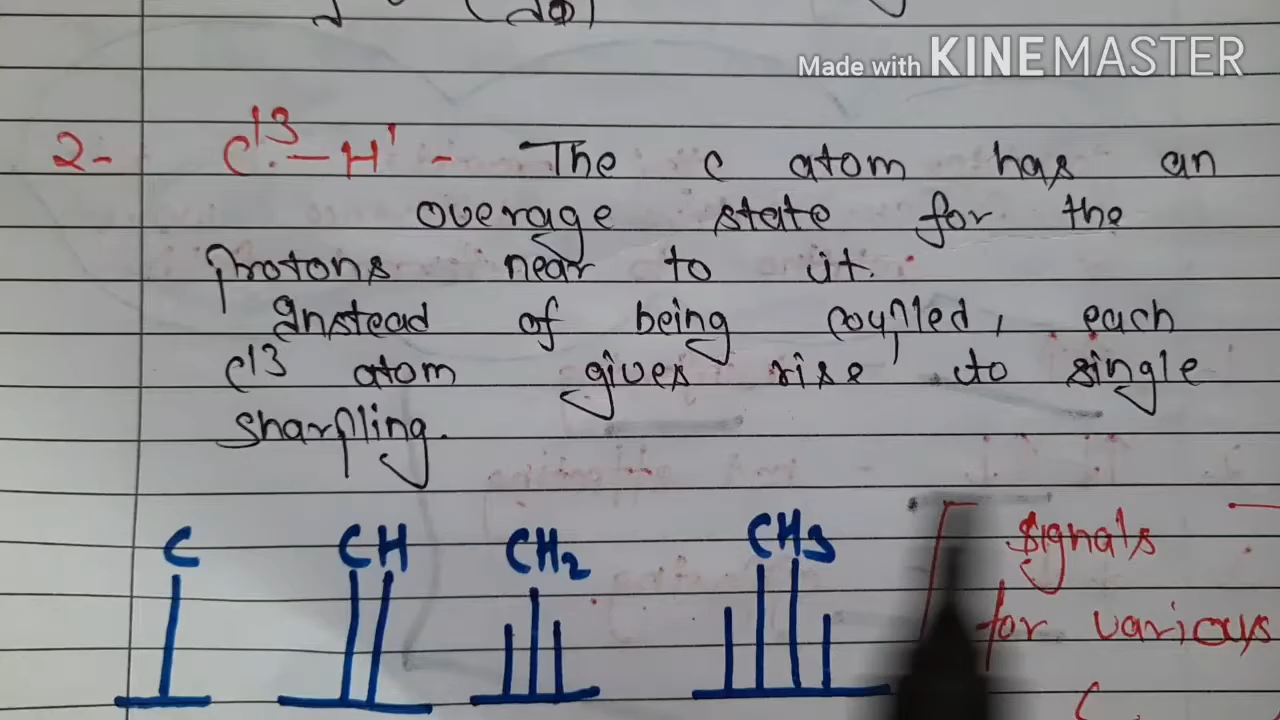 Made with KINEMASTER
2- C13 - H1 - The C atom has an
average state for the
protons near to it.
Instead of being coupled, each
C13 atom gives rise to single
sharpling.
C CH CH2 CH3
Signals
for various
C